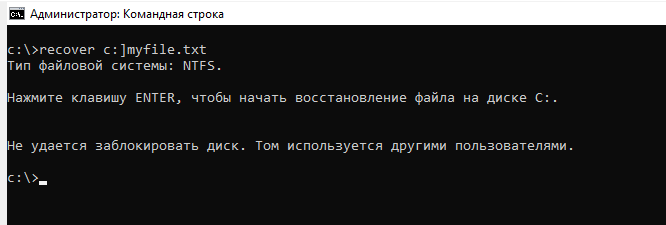 Администратор: Командная строка
c:\>recover c:]myfile.txt
Тип файловой системы: NTFS.
Нажмите клавишу ENTER, чтобы начать восстановление файла на диске C:.
Не удается заблокировать диск. Том используется другими пользователями.
c:\>